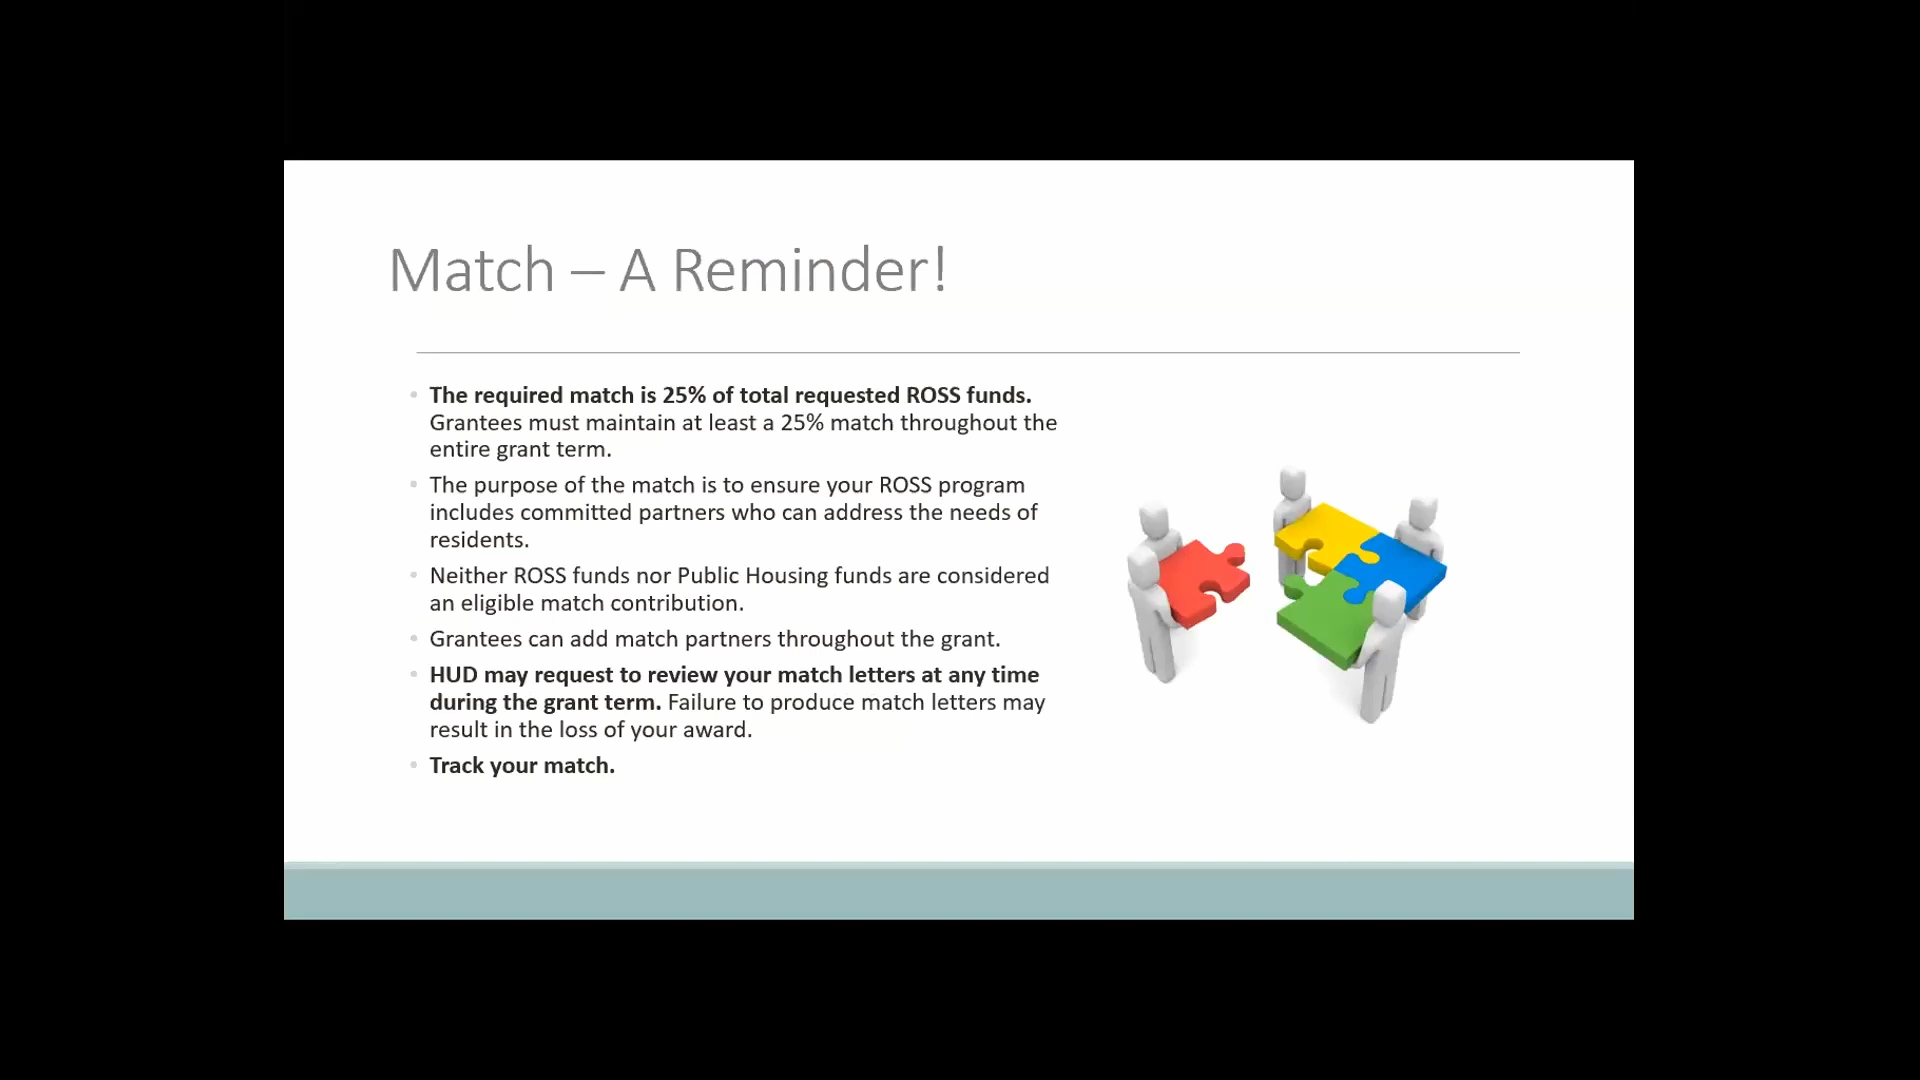 Match – A Reminder!
• The required match is 25% of total requested ROSS funds.
Grantees must maintain at least a 25% match throughout the
entire grant term.
• The purpose of the match is to ensure your ROSS program
includes committed partners who can address the needs of
residents.
• Neither ROSS funds nor Public Housing funds are considered
an eligible match contribution.
• Grantees can add match partners throughout the grant.
• HUD may request to review your match letters at any time
during the grant term. Failure to produce match letters may
result in the loss of your award.
• Track your match.